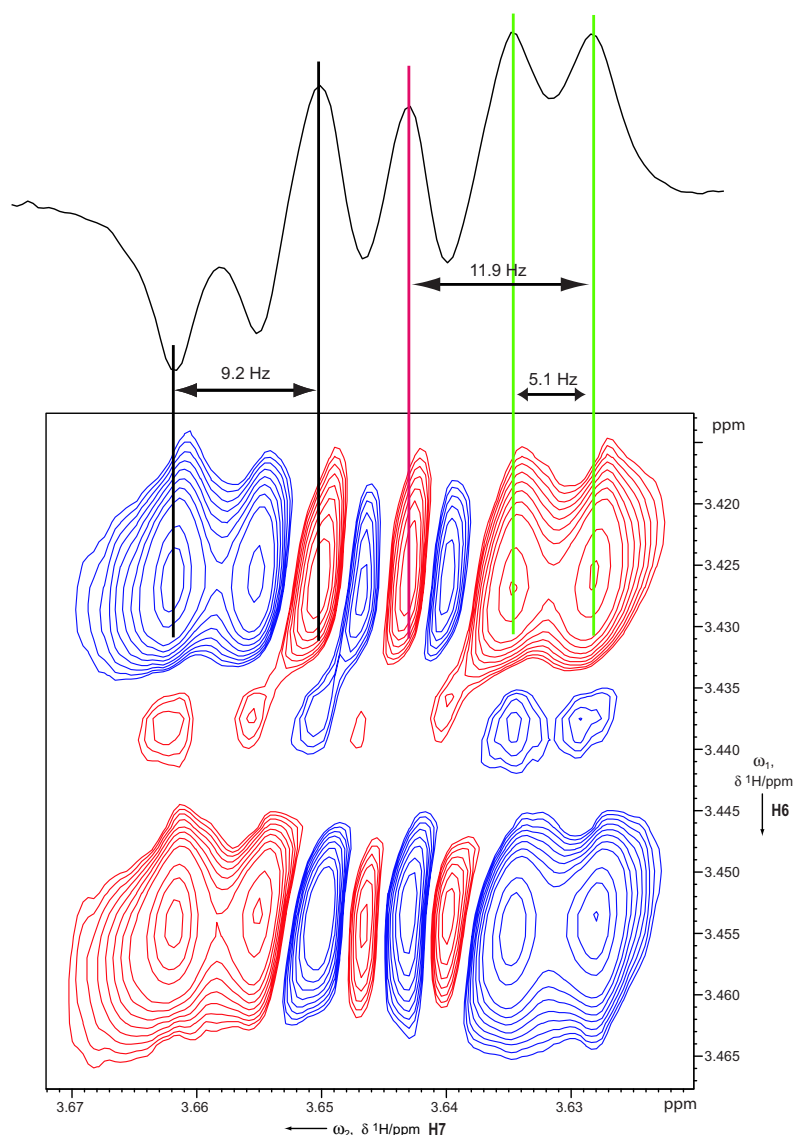 11.9 Hz
9.2 Hz
5.1 Hz
ppm
3.420
3.425
3.430
3.435
3.440
ω₁,
δ ¹H/ppm
H6
3.445
3.450
3.455
3.460
3.465
3.67 3.66 3.65 3.64 3.63 ppm
ω₂, δ ¹H/ppm H7